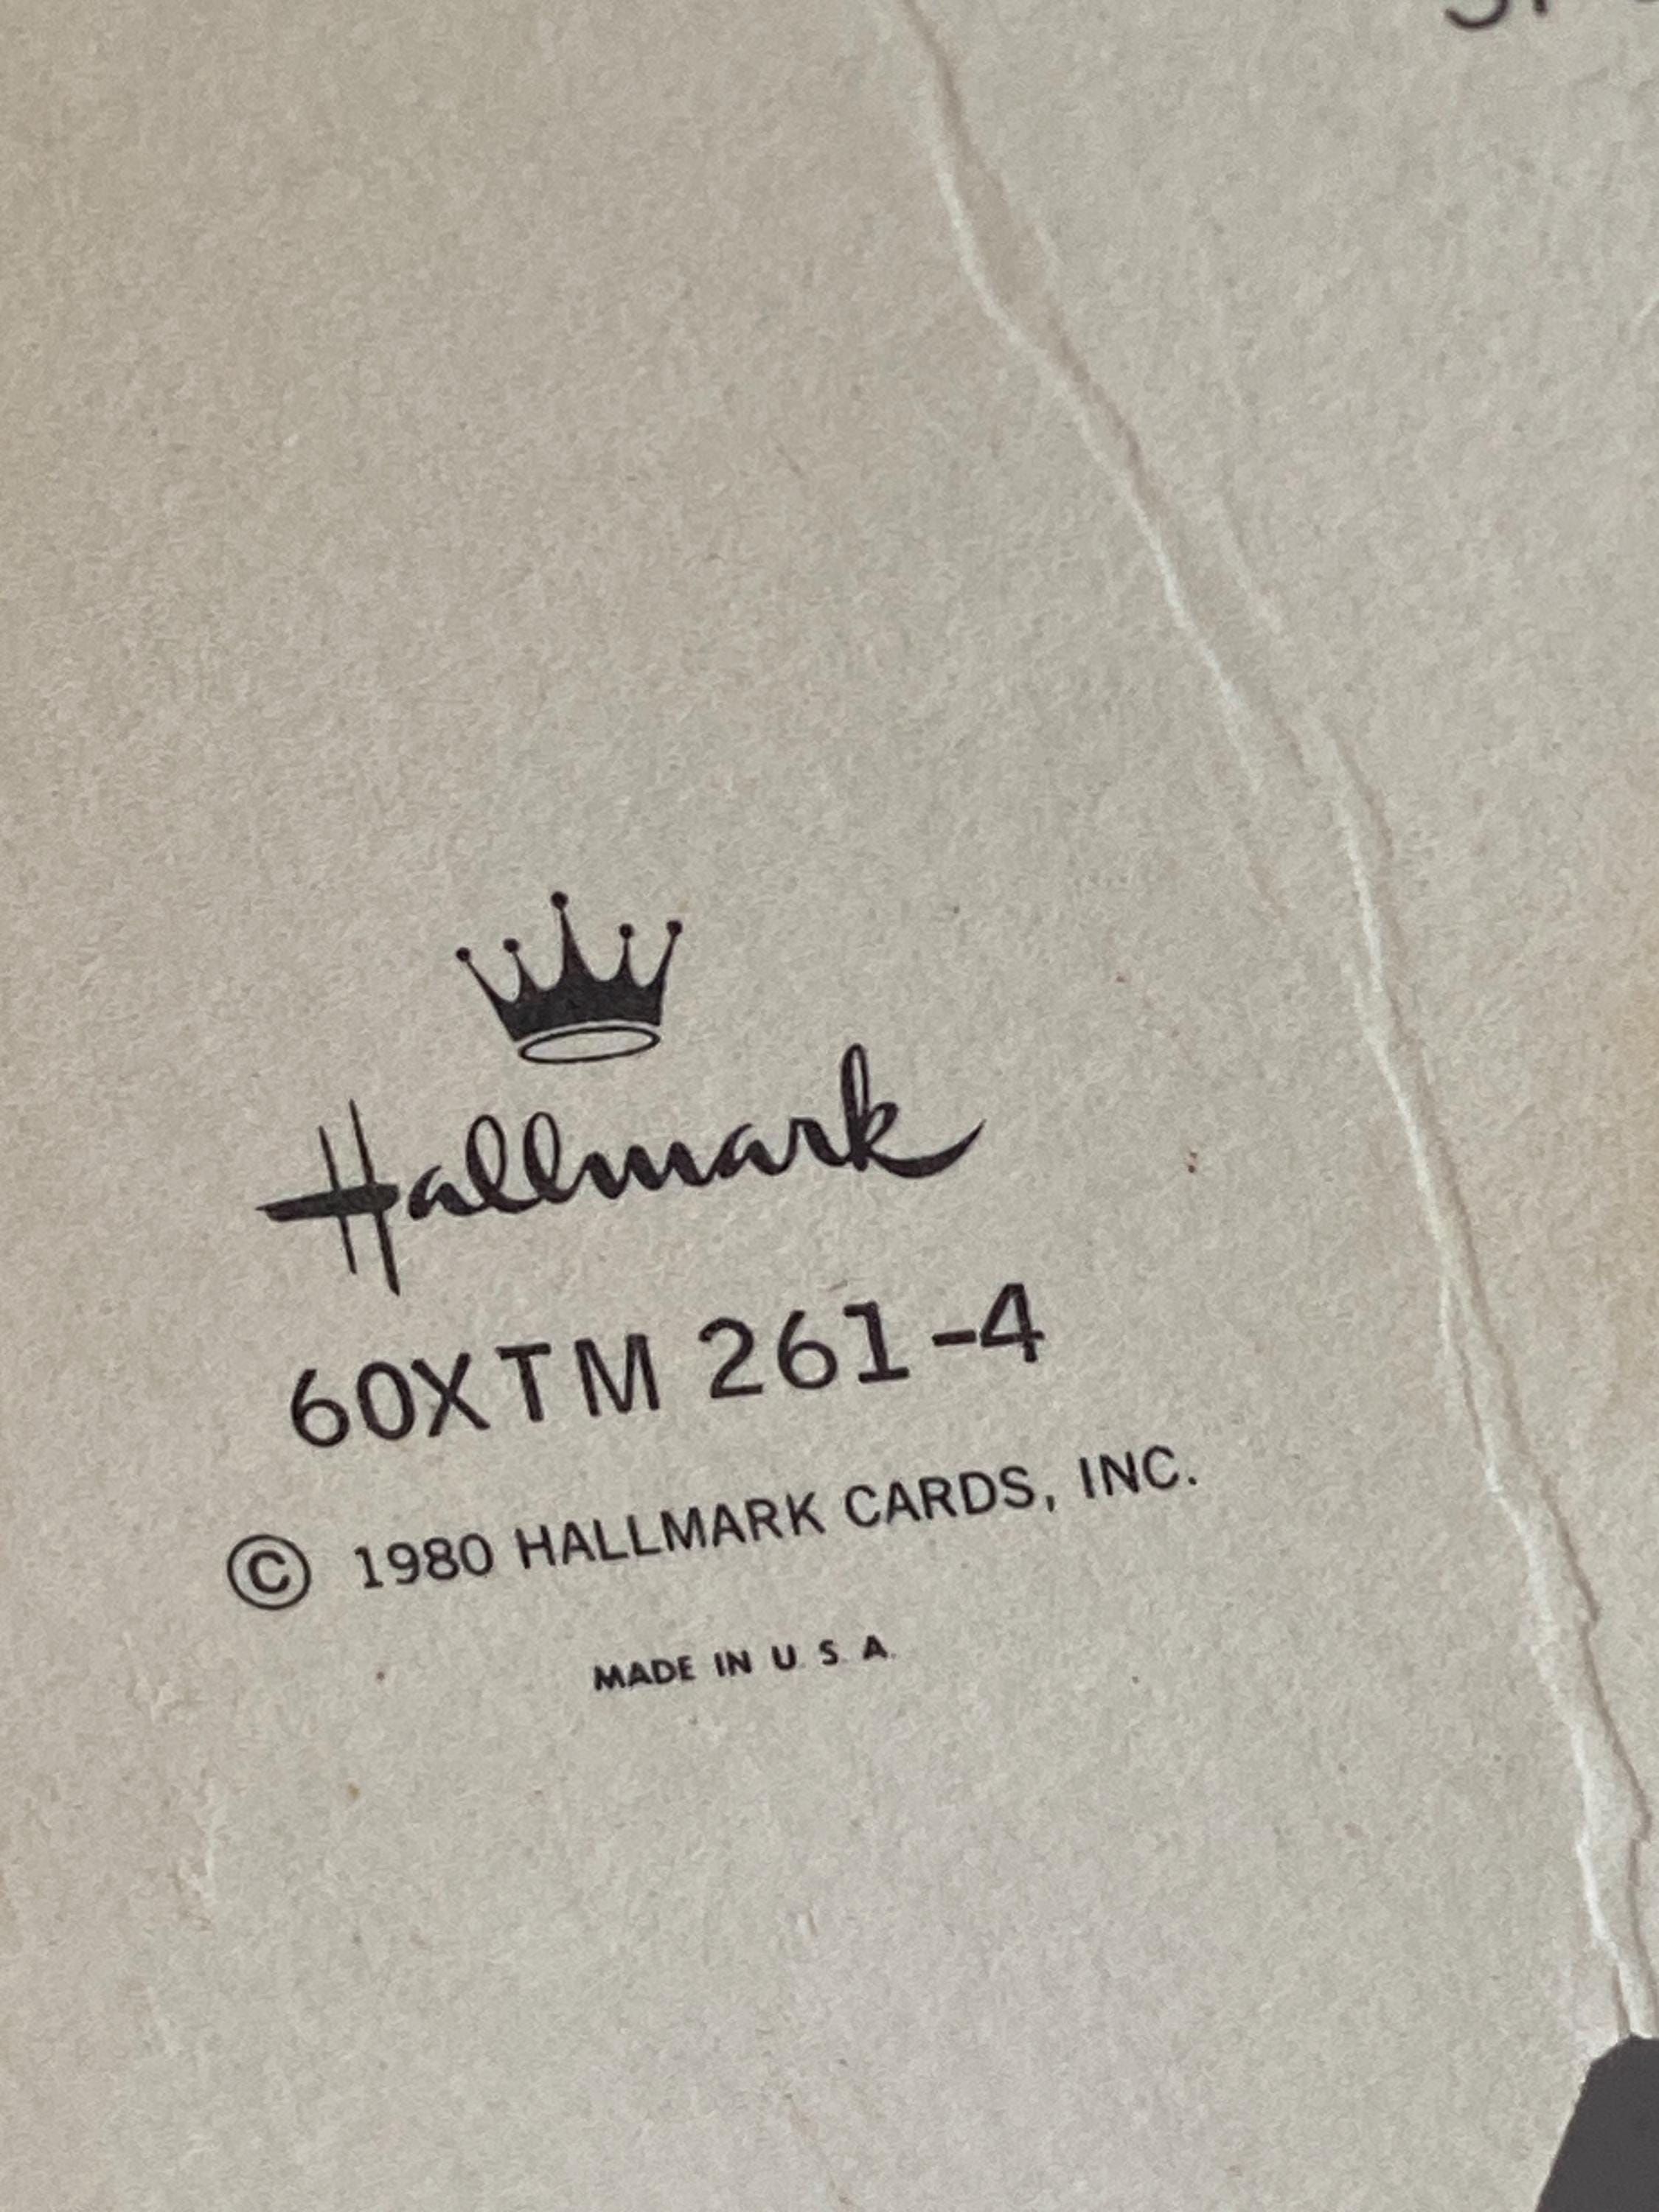 Hallmark
60XTM 261-4
© 1980 HALLMARK CARDS, INC.
MADE IN U. S. A.